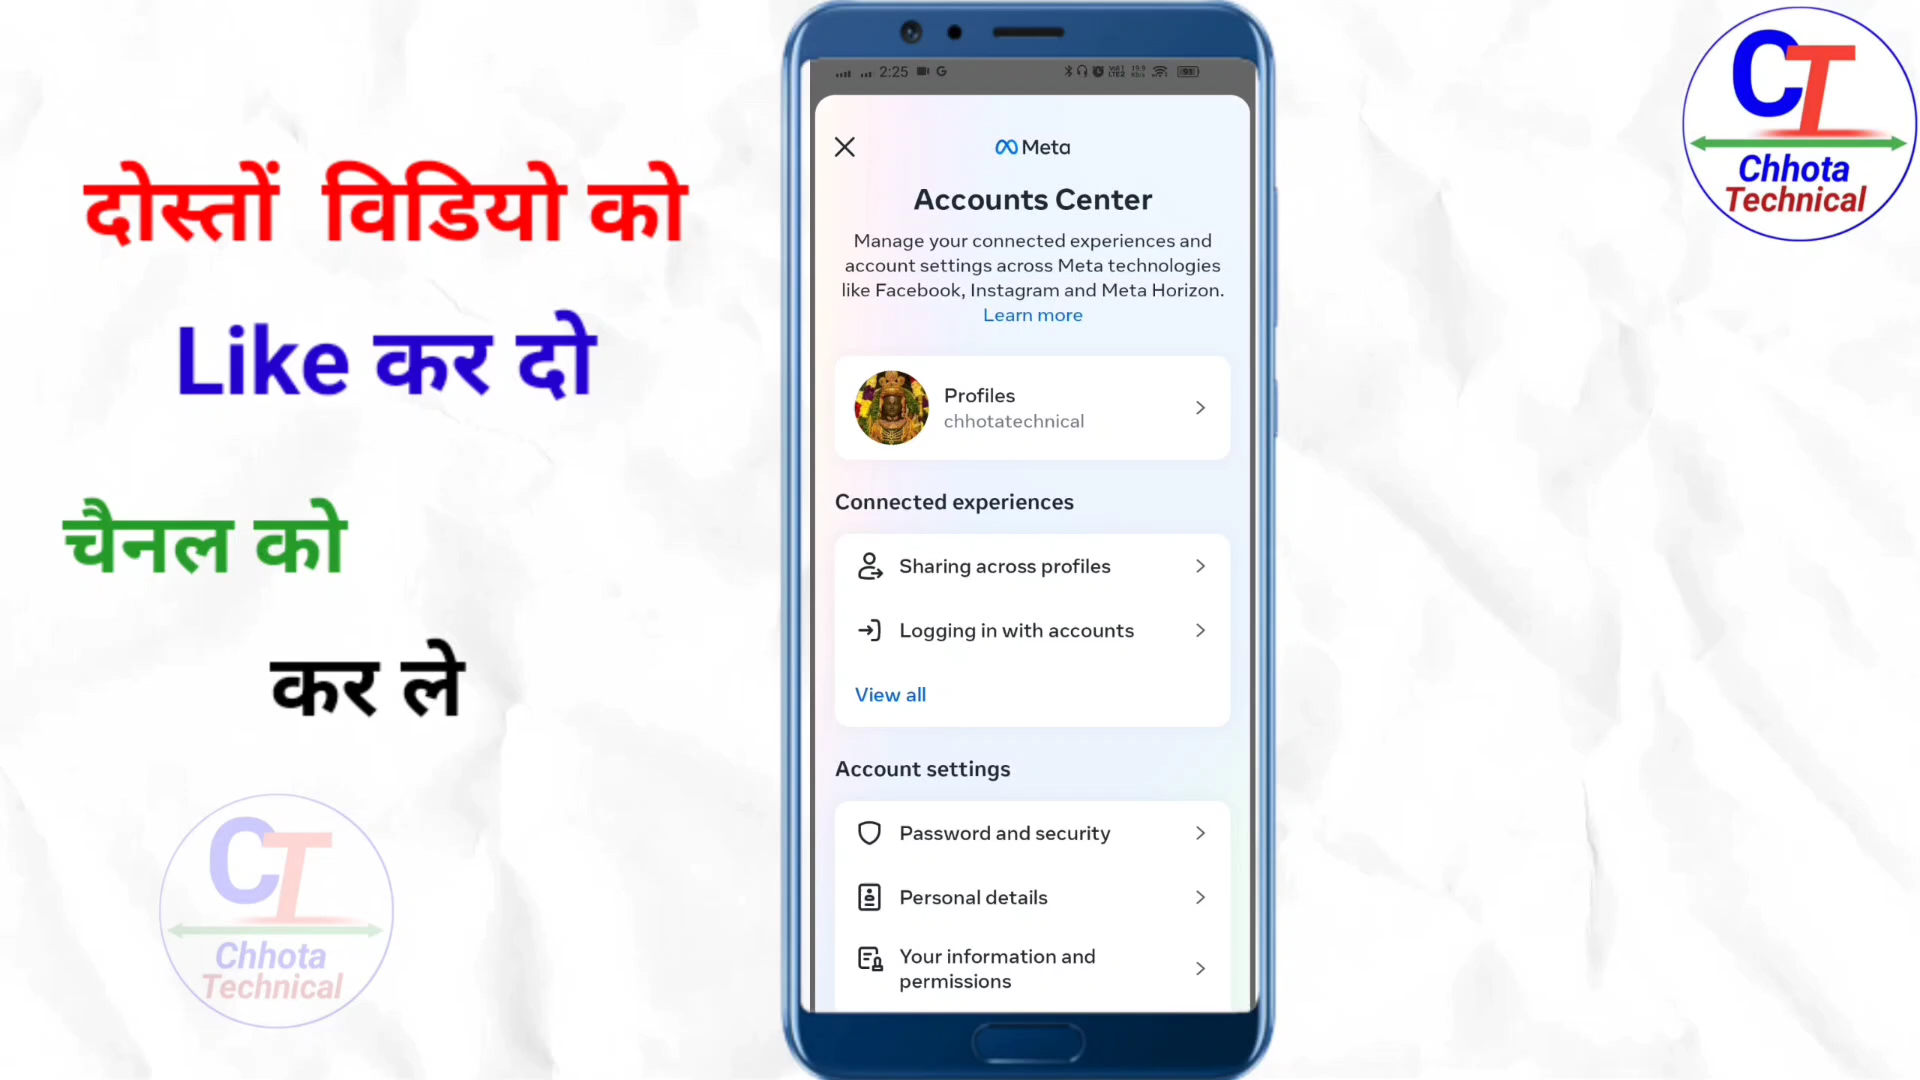 दोस्तों विडियो को
Like कर दो
चैनल को
कर ले
CT
Chhota
Technical
2:25
G
Meta
Accounts Center
Manage your connected experiences and
account settings across Meta technologies
like Facebook, Instagram and Meta Horizon.
Learn more
Profiles
chhotatechnical
Connected experiences
Sharing across profiles
Logging in with accounts
View all
Account settings
Password and security
Personal details
Your information and
permissions
CT
Chhota
Technical